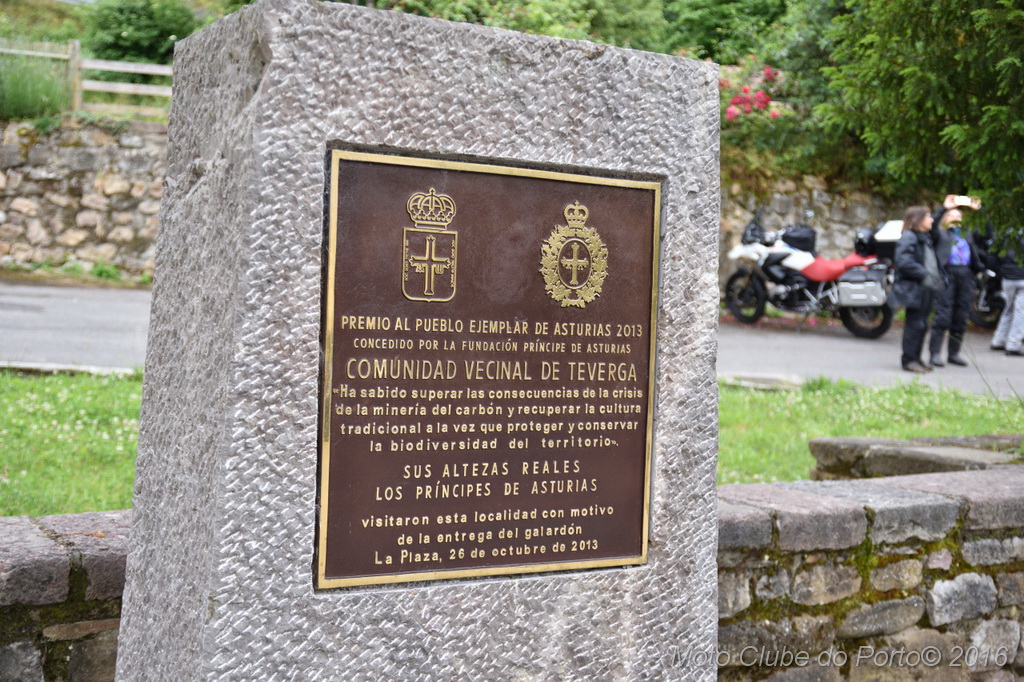 PREMIO AL PUEBLO EJEMPLAR DE ASTURIAS 2013
CONCEDIDO POR LA FUNDACIÓN PRÍNCIPE DE ASTURIAS
COMUNIDAD VECINAL DE TEVERGA
«Ha sabido superar las consecuencias de la crisis
de la minería del carbón y recuperar la cultura
tradicional a la vez que proteger y conservar
la biodiversidad del territorio».
SUS ALTEZAS REALES
LOS PRÍNCIPES DE ASTURIAS
visitaron esta localidad con motivo
de la entrega del galardón
La Plaza, 26 de octubre de 2013
Moto Clube do Porto© 2016